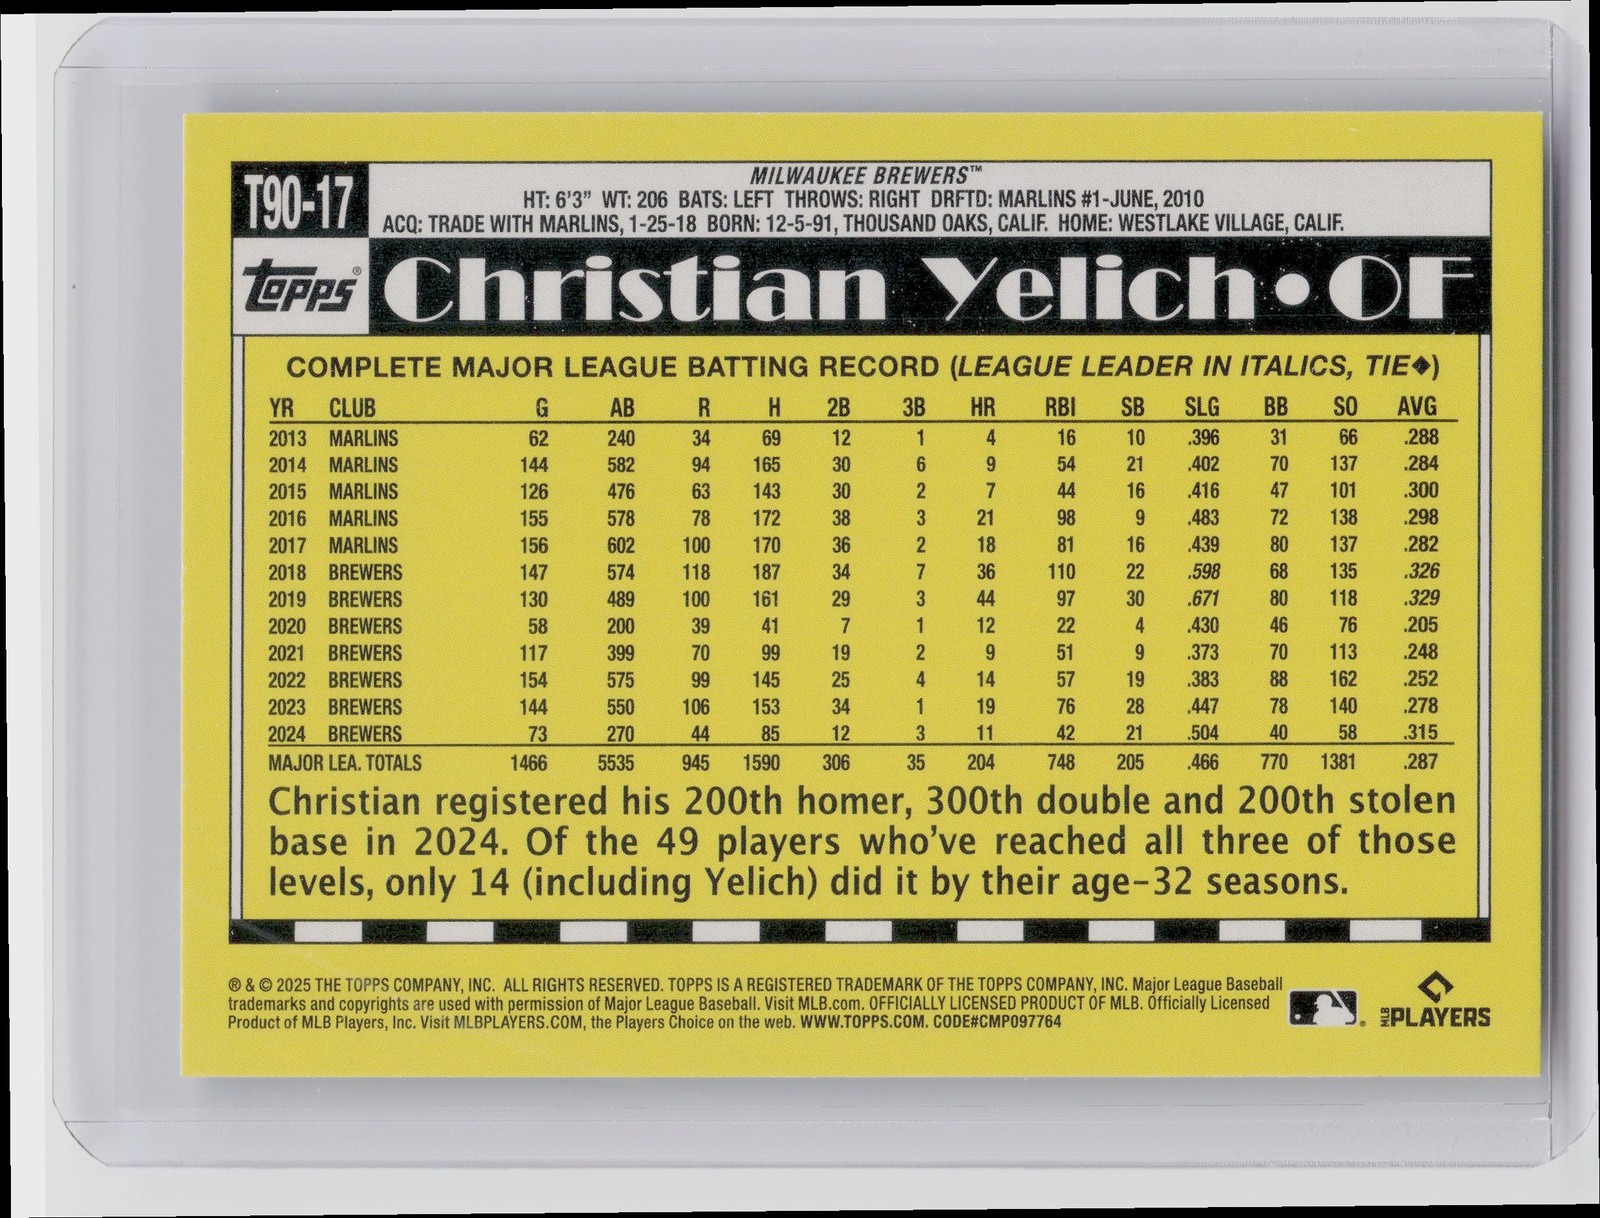 T90-17
MILWAUKEE BREWERS™
HT: 6'3" WT: 206 BATS: LEFT THROWS: RIGHT DRFTD: MARLINS #1-JUNE, 2010
ACQ: TRADE WITH MARLINS, 1-25-18 BORN: 12-5-91, THOUSAND OAKS, CALIF. HOME: WESTLAKE VILLAGE, CALIF.
topps® Christian Yelich•OF
COMPLETE MAJOR LEAGUE BATTING RECORD (LEAGUE LEADER IN ITALICS, TIE◆)
YR CLUB G AB R H 2B 3B HR RBI SB SLG BB SO AVG
2013 MARLINS 62 240 34 69 12 1 4 16 10 .396 31 66 .288
2014 MARLINS 144 582 94 165 30 6 9 54 21 .402 70 137 .284
2015 MARLINS 126 476 63 143 30 2 7 44 16 .416 47 101 .300
2016 MARLINS 155 578 78 172 38 3 21 98 9 .483 72 138 .298
2017 MARLINS 156 602 100 170 36 2 18 81 16 .439 80 137 .282
2018 BREWERS 147 574 118 187 34 7 36 110 22 .598 68 135 .326
2019 BREWERS 130 489 100 161 29 3 44 97 30 .671 80 118 .329
2020 BREWERS 58 200 39 41 7 1 12 22 4 .430 46 76 .205
2021 BREWERS 117 399 70 99 19 2 9 51 9 .373 70 113 .248
2022 BREWERS 154 575 99 145 25 4 14 57 19 .383 88 162 .252
2023 BREWERS 144 550 106 153 34 1 19 76 28 .447 78 140 .278
2024 BREWERS 73 270 44 85 12 3 11 42 21 .504 40 58 .315
MAJOR LEA. TOTALS 1466 5535 945 1590 306 35 204 748 205 .466 770 1381 .287
Christian registered his 200th homer, 300th double and 200th stolen
base in 2024. Of the 49 players who've reached all three of those
levels, only 14 (including Yelich) did it by their age-32 seasons.
® & © 2025 THE TOPPS COMPANY, INC. ALL RIGHTS RESERVED. TOPPS IS A REGISTERED TRADEMARK OF THE TOPPS COMPANY, INC. Major League Baseball
trademarks and copyrights are used with permission of Major League Baseball. Visit MLB.com. OFFICIALLY LICENSED PRODUCT OF MLB. Officially Licensed
Product of MLB Players, Inc. Visit MLBPLAYERS.COM, the Players Choice on the web. WWW.TOPPS.COM. CODE#CMP097764
MLB PLAYERS